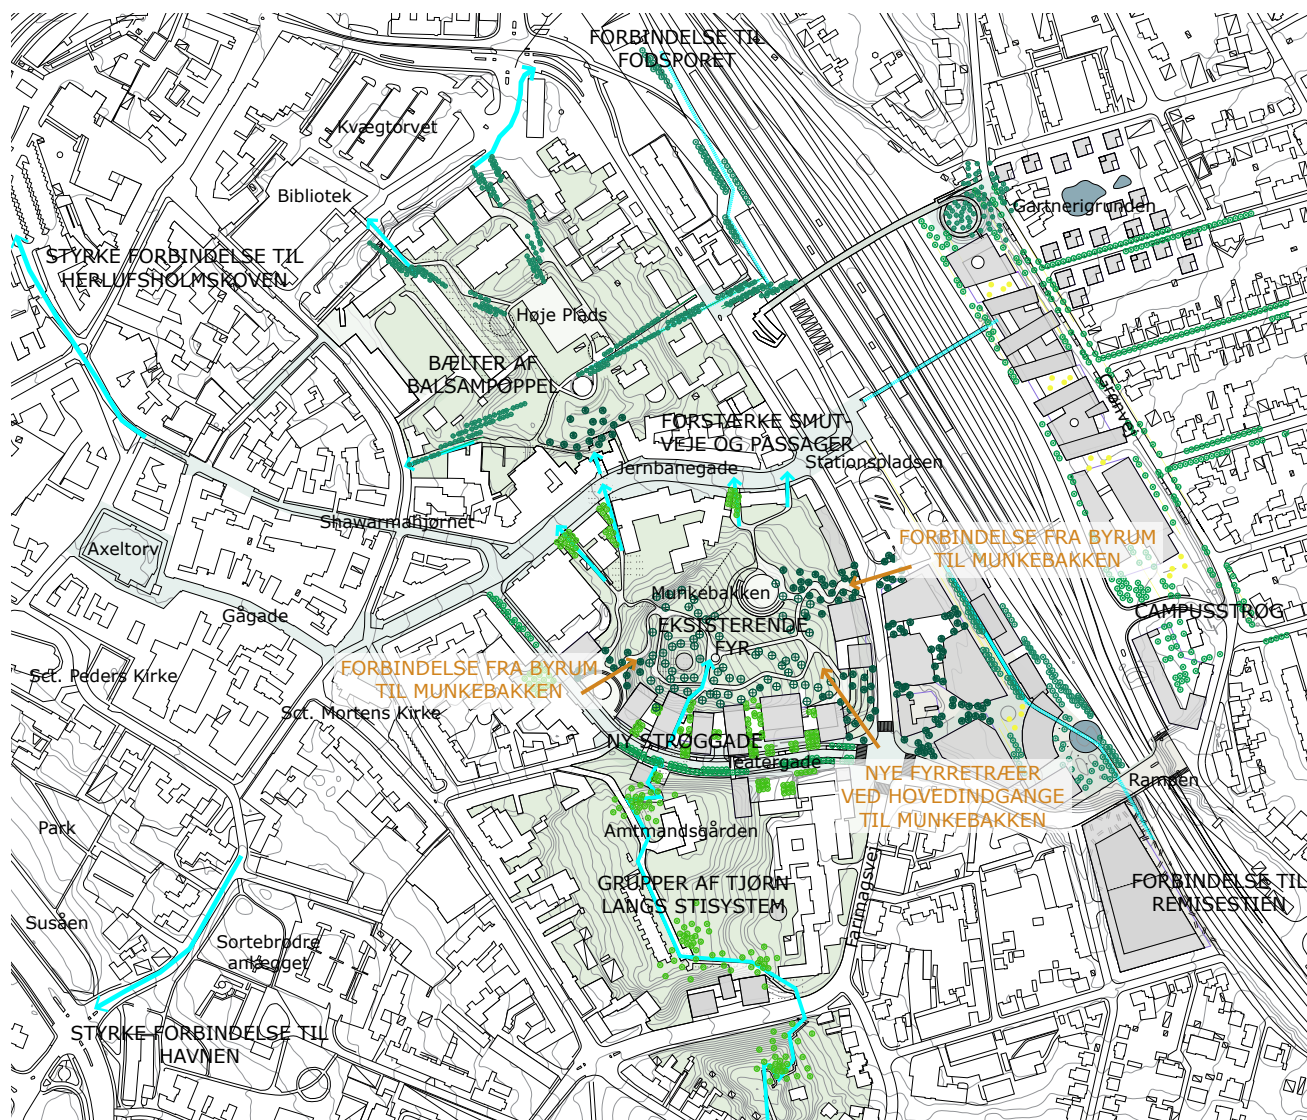 FORBINDELSE TIL
FODSPORET
Kvægtorvet
Bibliotek
Gartnerigrunden
STYRKE FORBINDELSE TIL
HERLUFSHOLMSKOVEN
Høje Plads
BÆLTER AF
BALSAMPOPPEL
Grønvej
FORSTÆRKE SMUT-
VEJE OG PASSAGER
Jernbanegade
Stationspladsen
Shawarmahjørnet
Axeltorv
FORBINDELSE FRA BYRUM
TIL MUNKEBAKKEN
Munkebakken
Gågade
CAMPUSSTRØG
EKSISTERENDE
FYR
FORBINDELSE FRA BYRUM
TIL MUNKEBAKKEN
Sct. Peders Kirke
Sct. Mortens Kirke
NY STRØGGADE
Teatergade
NYE FYRRETRÆER
VED HOVEDINDGANGE
TIL MUNKEBAKKEN
Rampen
Park
Amtmandsgården
Farimagsvej
GRUPPER AF TJØRN
LANGS STISYSTEM
FORBINDELSE TIL
REMISESTIEN
Susåen
Sortebrødre
anlægget
STYRKE FORBINDELSE TIL
HAVNEN